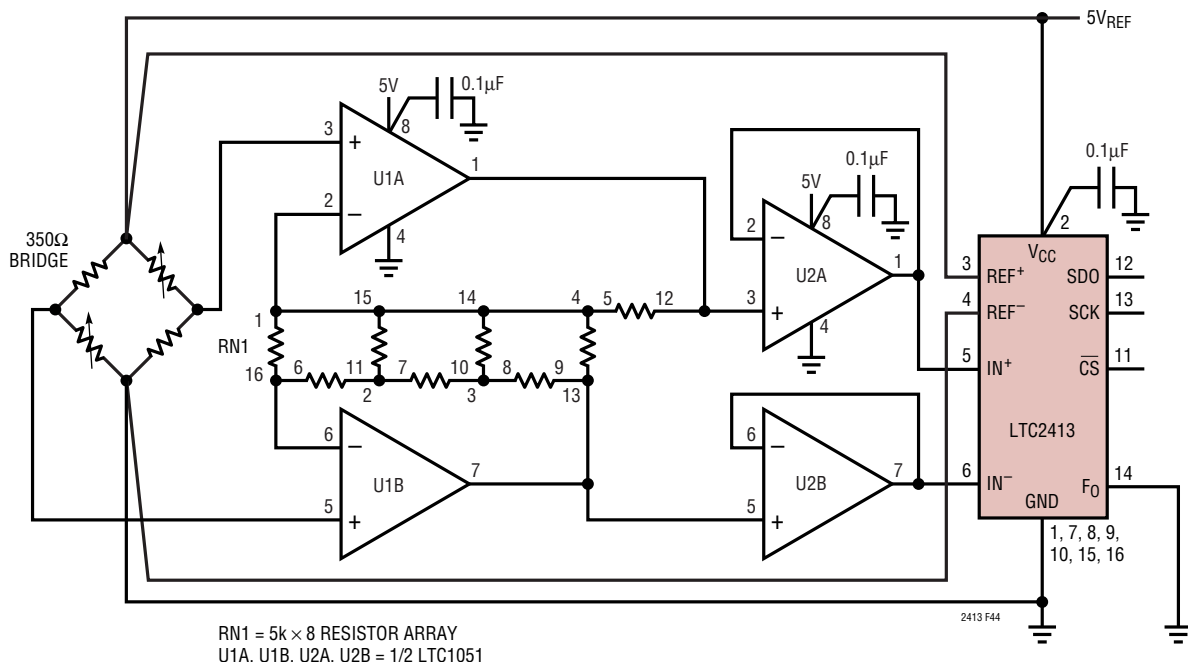 5VREF
5V
0.1µF
8
3
+
U1A
1
2
−
4
350Ω
BRIDGE
0.1µF
5V
8
2
−
U2A
1
3
+
4
0.1µF
2
VCC
3
REF+
SDO
12
4
REF−
SCK
13
5
IN+
CS
11
LTC2413
6
IN−
FO
14
GND
1, 7, 8, 9,
10, 15, 16
1
15
14
4
5
12
RN1
16
6
11
7
10
8
9
2
3
13
6
−
U1B
7
5
+
−
6
U2B
7
5
+
2413 F44
RN1 = 5k × 8 RESISTOR ARRAY
U1A, U1B, U2A, U2B = 1/2 LTC1051